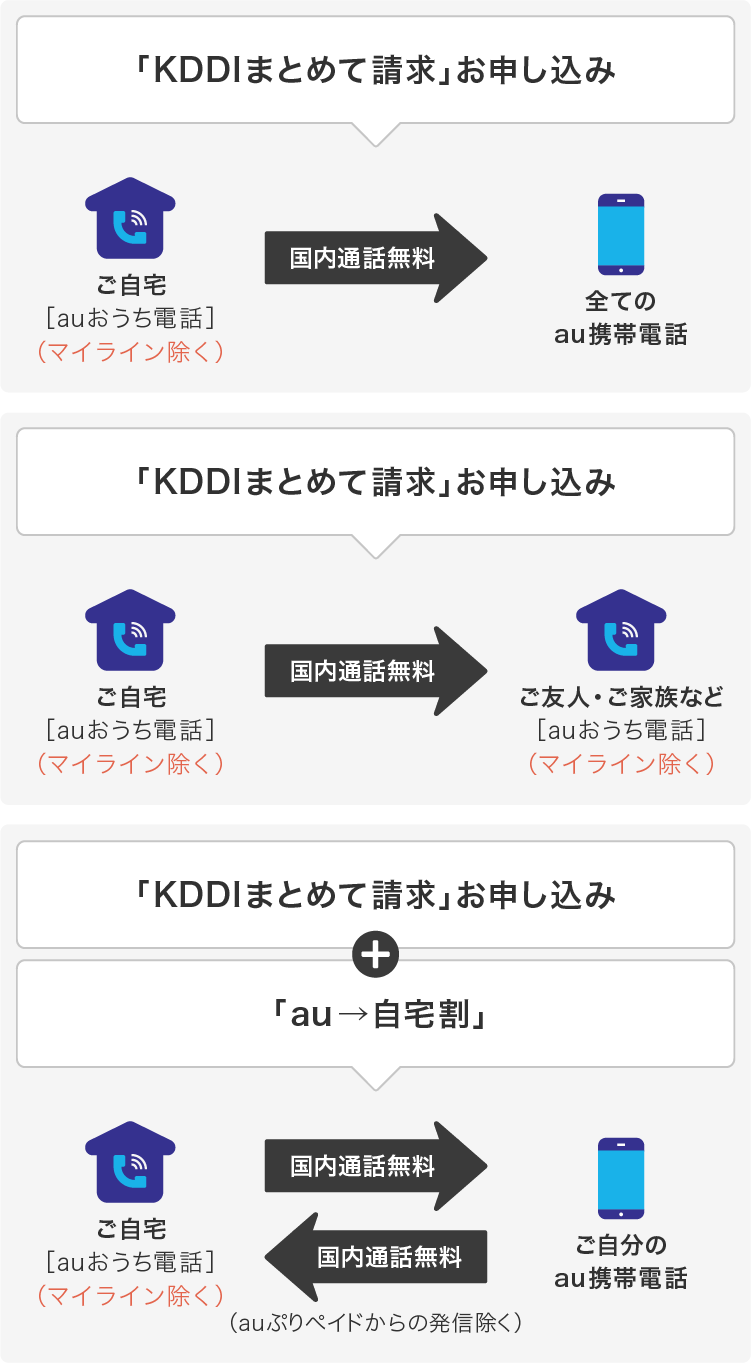 「KDDIまとめて請求」お申し込み
国内通話無料
ご自宅
［auおうち電話］
（マイライン除く）
全ての
au携帯電話
「KDDIまとめて請求」お申し込み
国内通話無料
ご自宅
［auおうち電話］
（マイライン除く）
ご友人・ご家族など
［auおうち電話］
（マイライン除く）
「KDDIまとめて請求」お申し込み
+
「au→自宅割」
国内通話無料
国内通話無料
ご自宅
［auおうち電話］
（マイライン除く）
ご自分の
au携帯電話
（auぷりペイドからの発信除く）